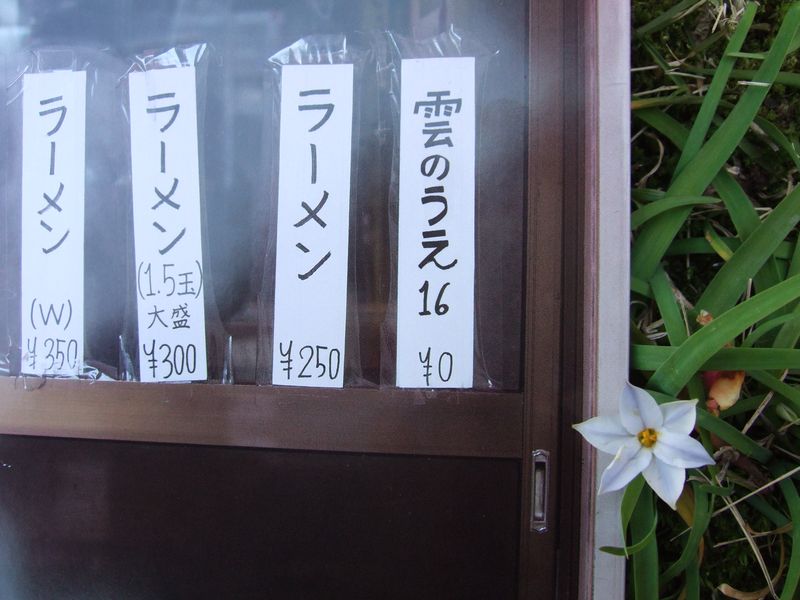 雲のうえ
16
¥0
ラーメン
¥250
ラーメン
(1.5玉)
大盛
¥300
ラーメン
(W)
¥350